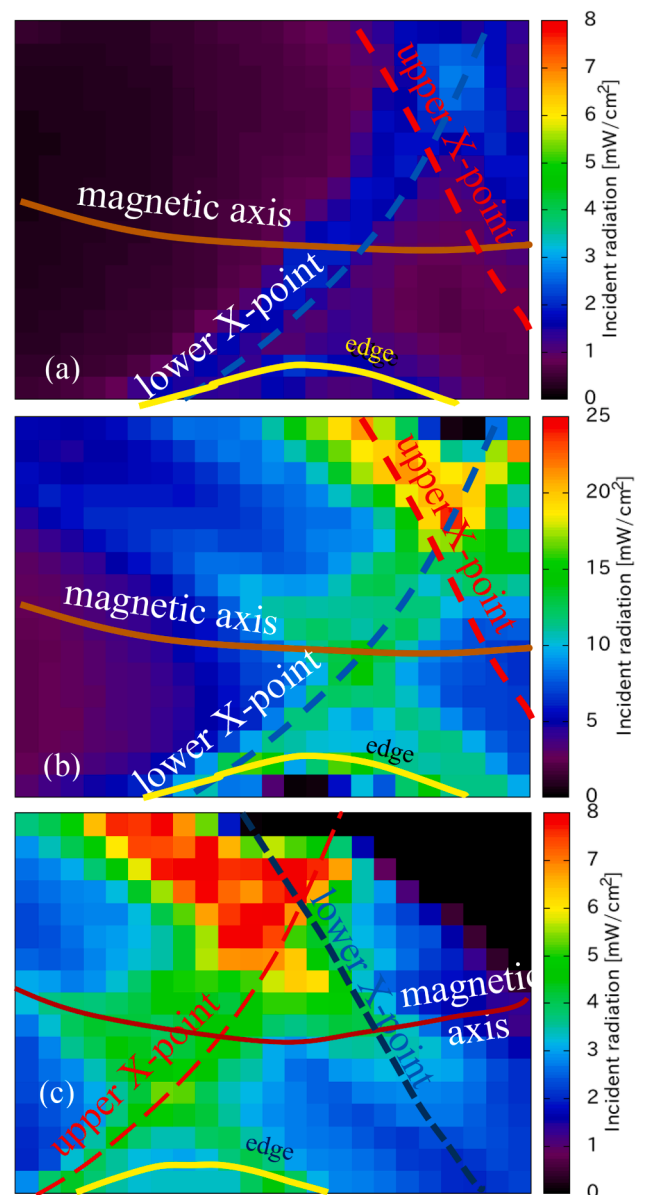 8
7
6
5
4
3
2
1
0
Incident radiation [mW/cm²]
upper X-point
magnetic axis
lower X-point
edge
(a)
25
20
15
10
5
0
Incident radiation [mW/cm²]
upper X-point
magnetic axis
lower X-point
edge
(b)
8
7
6
5
4
3
2
1
0
Incident radiation [mW/cm²]
lower X-point
magnetic
axis
upper X-point
edge
(c)